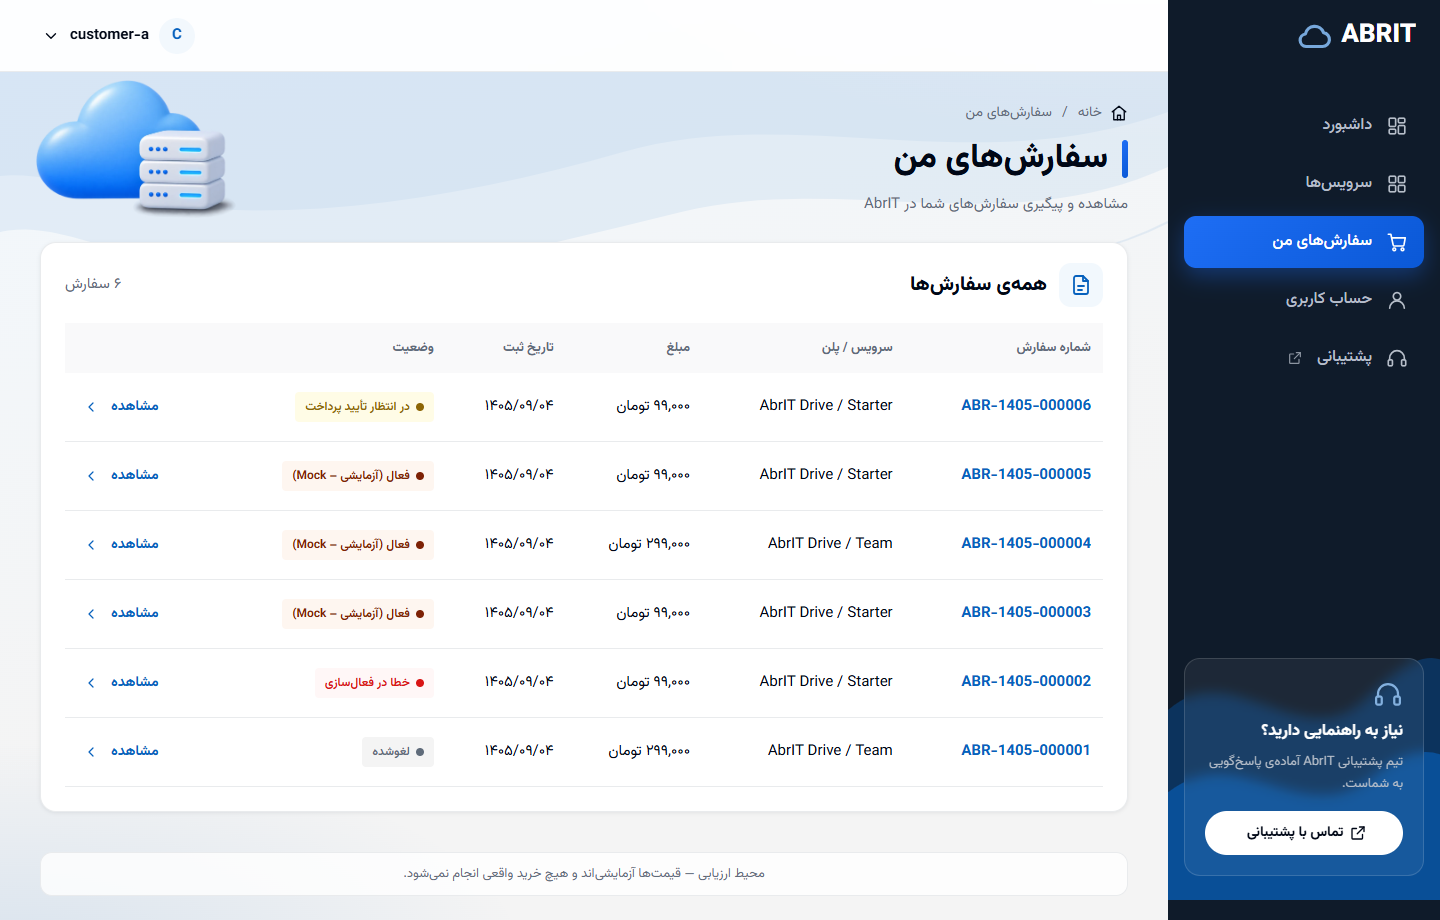 ABRIT
داشبورد
سرویس‌ها
سفارش‌های من
حساب کاربری
پشتیبانی
نیاز به راهنمایی دارید؟
تیم پشتیبانی AbrIT آماده‌ی پاسخ‌گویی
به شماست.
تماس با پشتیبانی
C customer-a
خانه / سفارش‌های من
سفارش‌های من
مشاهده و پیگیری سفارش‌های شما در AbrIT
همه‌ی سفارش‌ها
۶ سفارش
شماره سفارش سرویس / پلن مبلغ تاریخ ثبت وضعیت
ABR-1405-000006 AbrIT Drive / Starter ۹۹,۰۰۰ تومان ۱۴۰۵/۰۹/۰۴ در انتظار تأیید پرداخت مشاهده
ABR-1405-000005 AbrIT Drive / Starter ۹۹,۰۰۰ تومان ۱۴۰۵/۰۹/۰۴ فعال (آزمایشی – Mock) مشاهده
ABR-1405-000004 AbrIT Drive / Team ۲۹۹,۰۰۰ تومان ۱۴۰۵/۰۹/۰۴ فعال (آزمایشی – Mock) مشاهده
ABR-1405-000003 AbrIT Drive / Starter ۹۹,۰۰۰ تومان ۱۴۰۵/۰۹/۰۴ فعال (آزمایشی – Mock) مشاهده
ABR-1405-000002 AbrIT Drive / Starter ۹۹,۰۰۰ تومان ۱۴۰۵/۰۹/۰۴ خطا در فعال‌سازی مشاهده
ABR-1405-000001 AbrIT Drive / Team ۲۹۹,۰۰۰ تومان ۱۴۰۵/۰۹/۰۴ لغوشده مشاهده
محیط ارزیابی — قیمت‌ها آزمایشی‌اند و هیچ خرید واقعی انجام نمی‌شود.